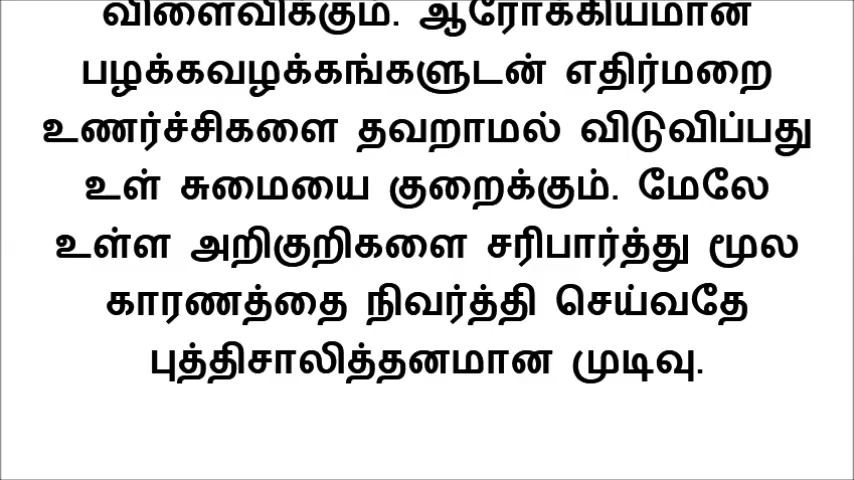 விளைவிக்கும். ஆரோக்கியமான
பழக்கவழக்கங்களுடன் எதிர்மறை
உணர்ச்சிகளை தவறாமல் விடுவிப்பது
உள் சுமையை குறைக்கும். மேலே
உள்ள அறிகுறிகளை சரிபார்த்து மூல
காரணத்தை நிவர்த்தி செய்வதே
புத்திசாலித்தனமான முடிவு.